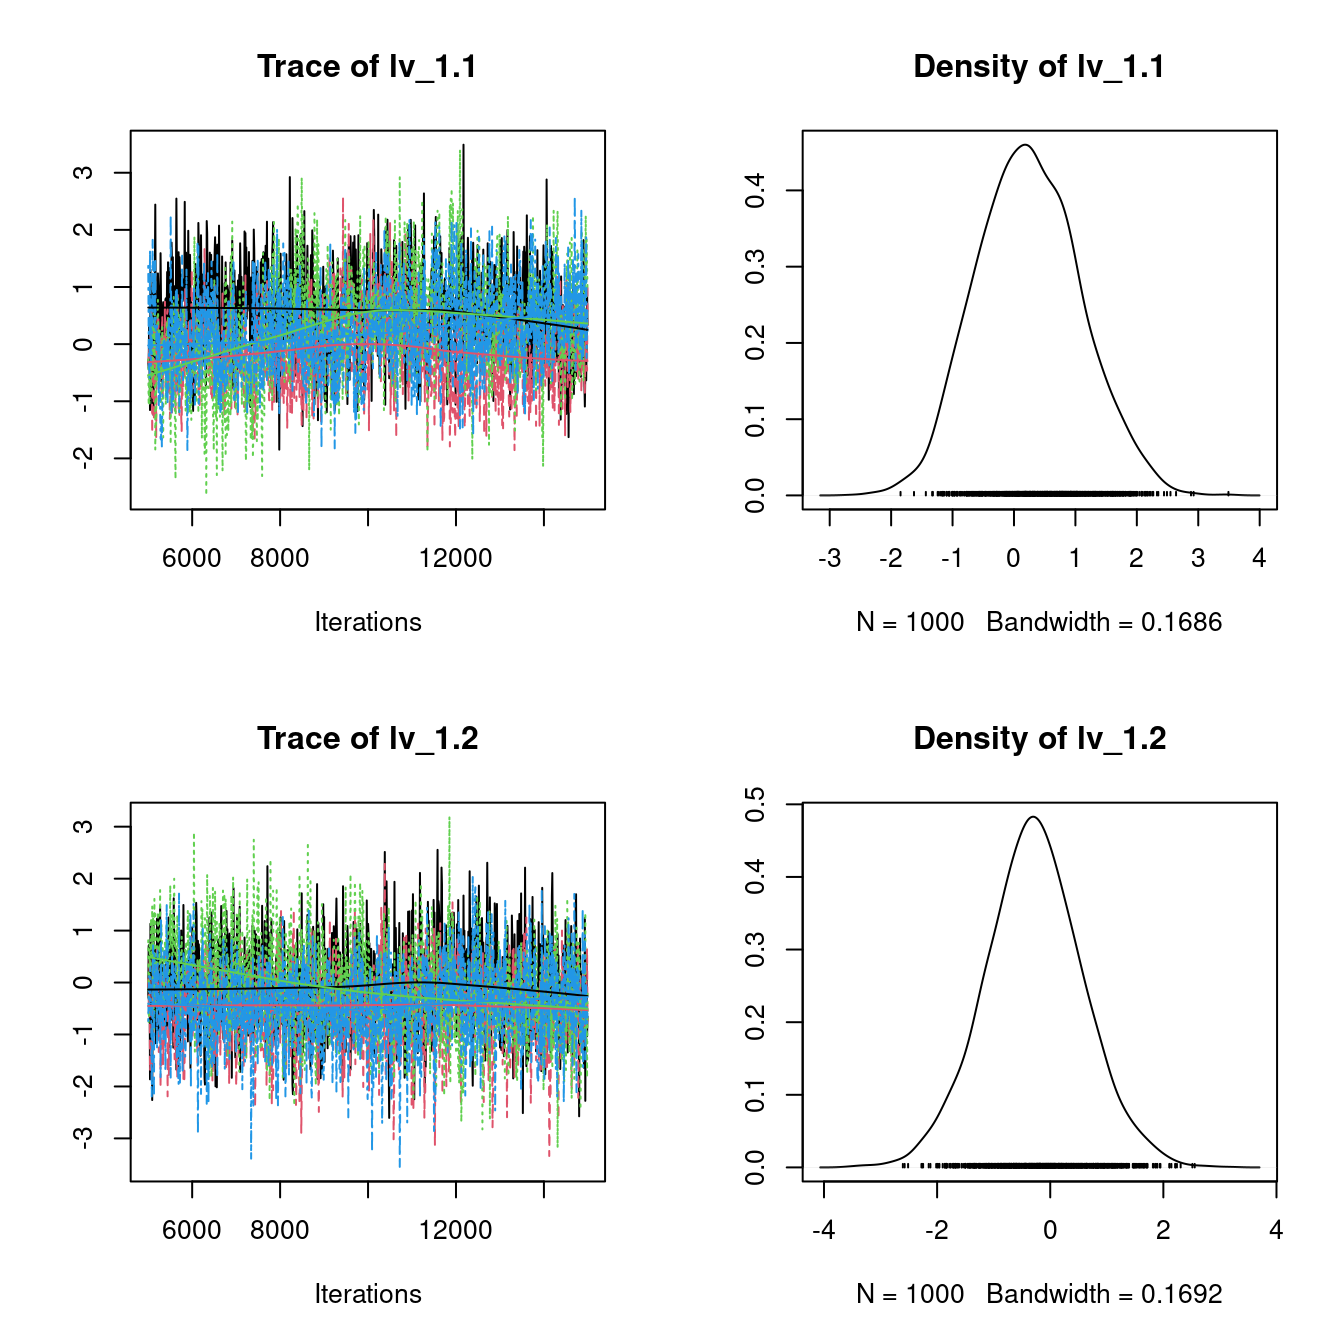 Trace of lv_1.1
3
2
1
0
-1
-2
6000 8000 12000
Iterations
Density of lv_1.1
0.4
0.3
0.2
0.1
0.0
-3 -2 -1 0 1 2 3 4
N = 1000 Bandwidth = 0.1686
Trace of lv_1.2
3
2
1
0
-1
-2
-3
6000 8000 12000
Iterations
Density of lv_1.2
0.5
0.4
0.3
0.2
0.1
0.0
-4 -2 0 2 4
N = 1000 Bandwidth = 0.1692